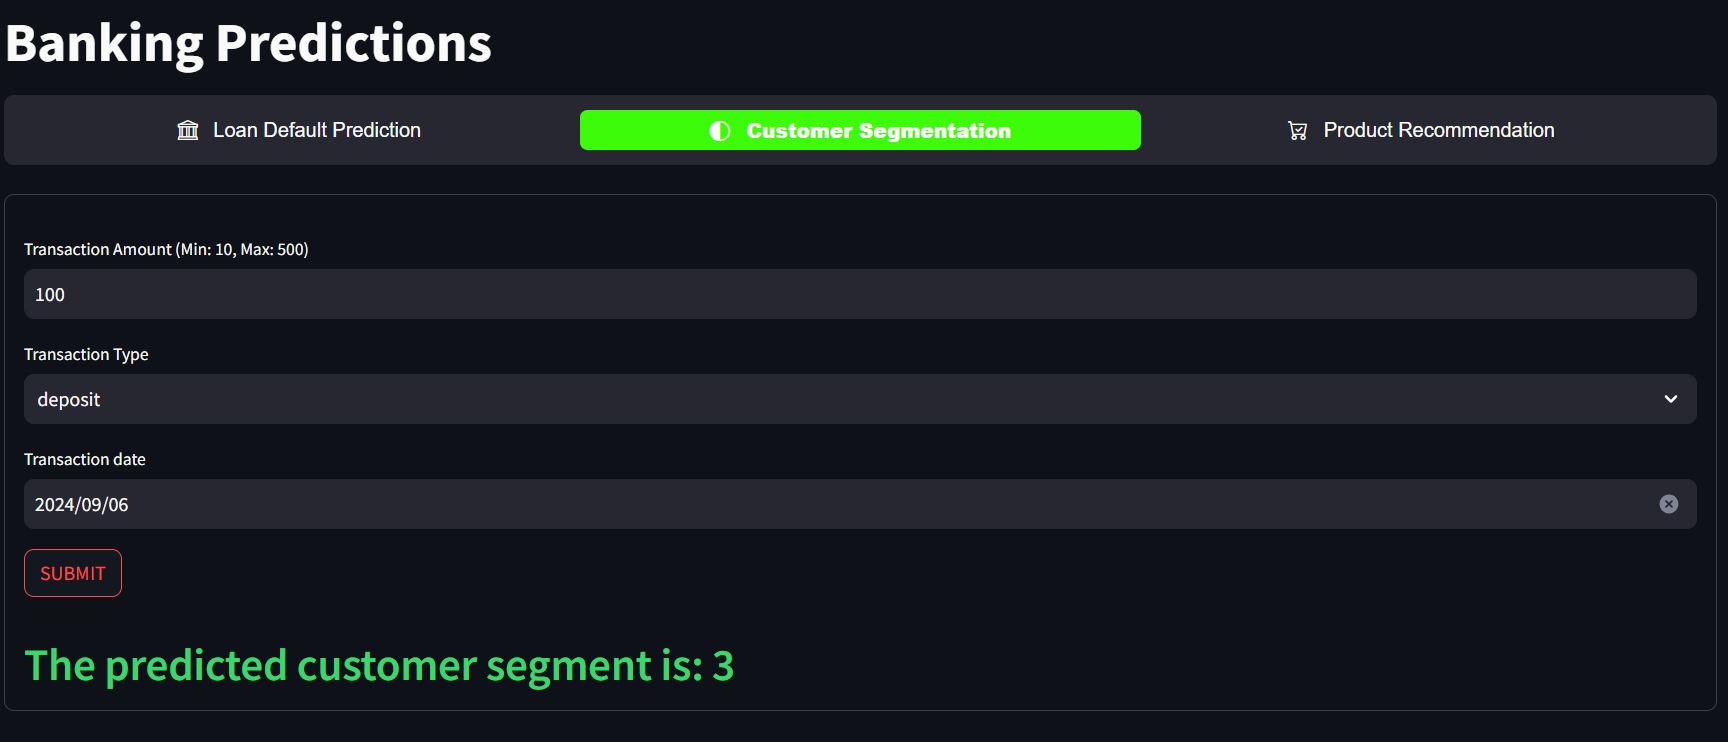 Banking Predictions
Loan Default Prediction
Customer Segmentation
Product Recommendation
Transaction Amount (Min: 10, Max: 500)
100
Transaction Type
deposit
Transaction date
2024/09/06
SUBMIT
The predicted customer segment is: 3